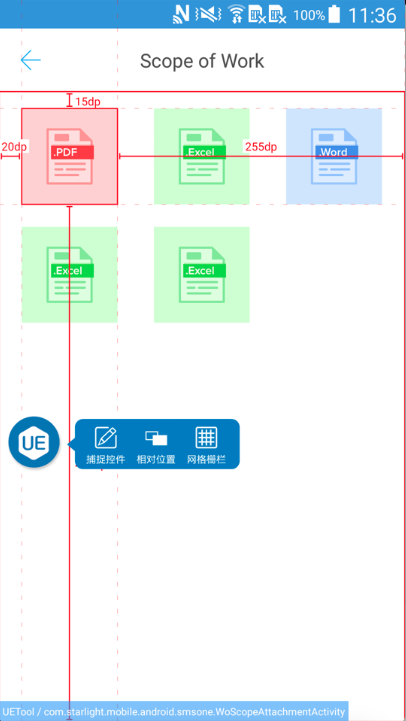 100% 11:36
Scope of Work
15dp
20dp
255dp
.PDF
.Excel
.Word
.Excel
.Excel
UE
捕捉控件
相对位置
网格栅栏
UETool / com.starlight.mobile.android.smsone.WoScopeAttachmentActivity